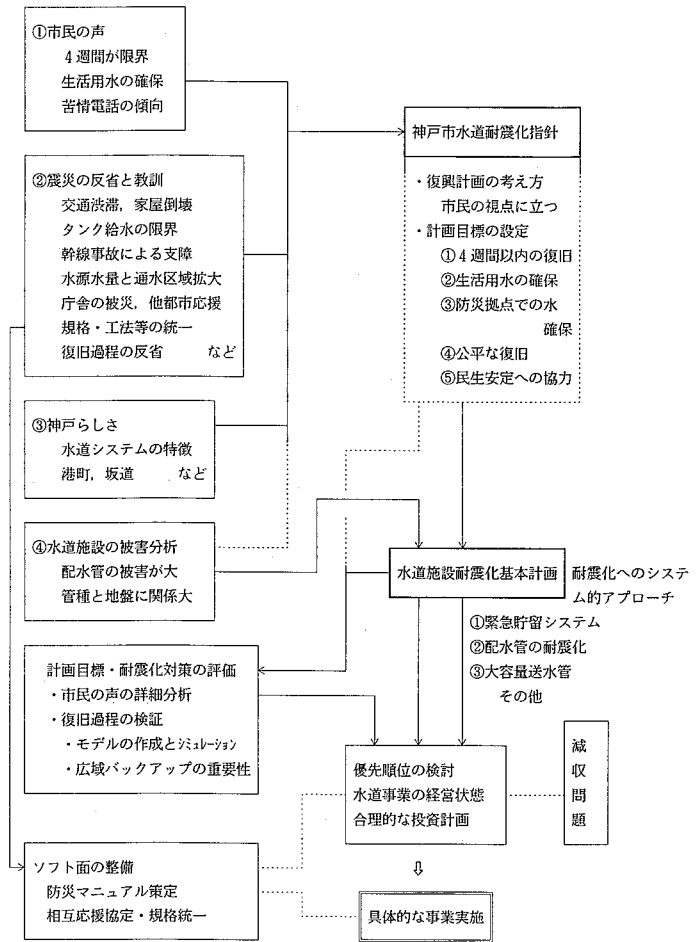 ①市民の声
4週間が限界
生活用水の確保
苦情電話の傾向
②震災の反省と教訓
交通渋滞，家屋倒壊
タンク給水の限界
幹線事故による支障
水源水量と通水区域拡大
庁舎の被災，他都市応援
規格・工法等の統一
復旧過程の反省　など
③神戸らしさ
水道システムの特徴
港町，坂道　など
④水道施設の被害分析
配水管の被害が大
管種と地盤に関係大
計画目標・耐震化対策の評価
・市民の声の詳細分析
・復旧過程の検証
・モデルの作成とｼﾐｭﾚｰｼｮﾝ
・広域バックアップの重要性
ソフト面の整備
防災マニュアル策定
相互応援協定・規格統一
神戸市水道耐震化指針
・復興計画の考え方
市民の視点に立つ
・計画目標の設定
①4週間以内の復旧
②生活用水の確保
③防災拠点での水
確保
④公平な復旧
⑤民生安定への協力
水道施設耐震化基本計画
耐震化へのシステ
ム的アプローチ
①緊急貯留システム
②配水管の耐震化
③大容量送水管
その他
優先順位の検討
水道事業の経営状態
合理的な投資計画
減
収
問
題
⇩
具体的な事業実施